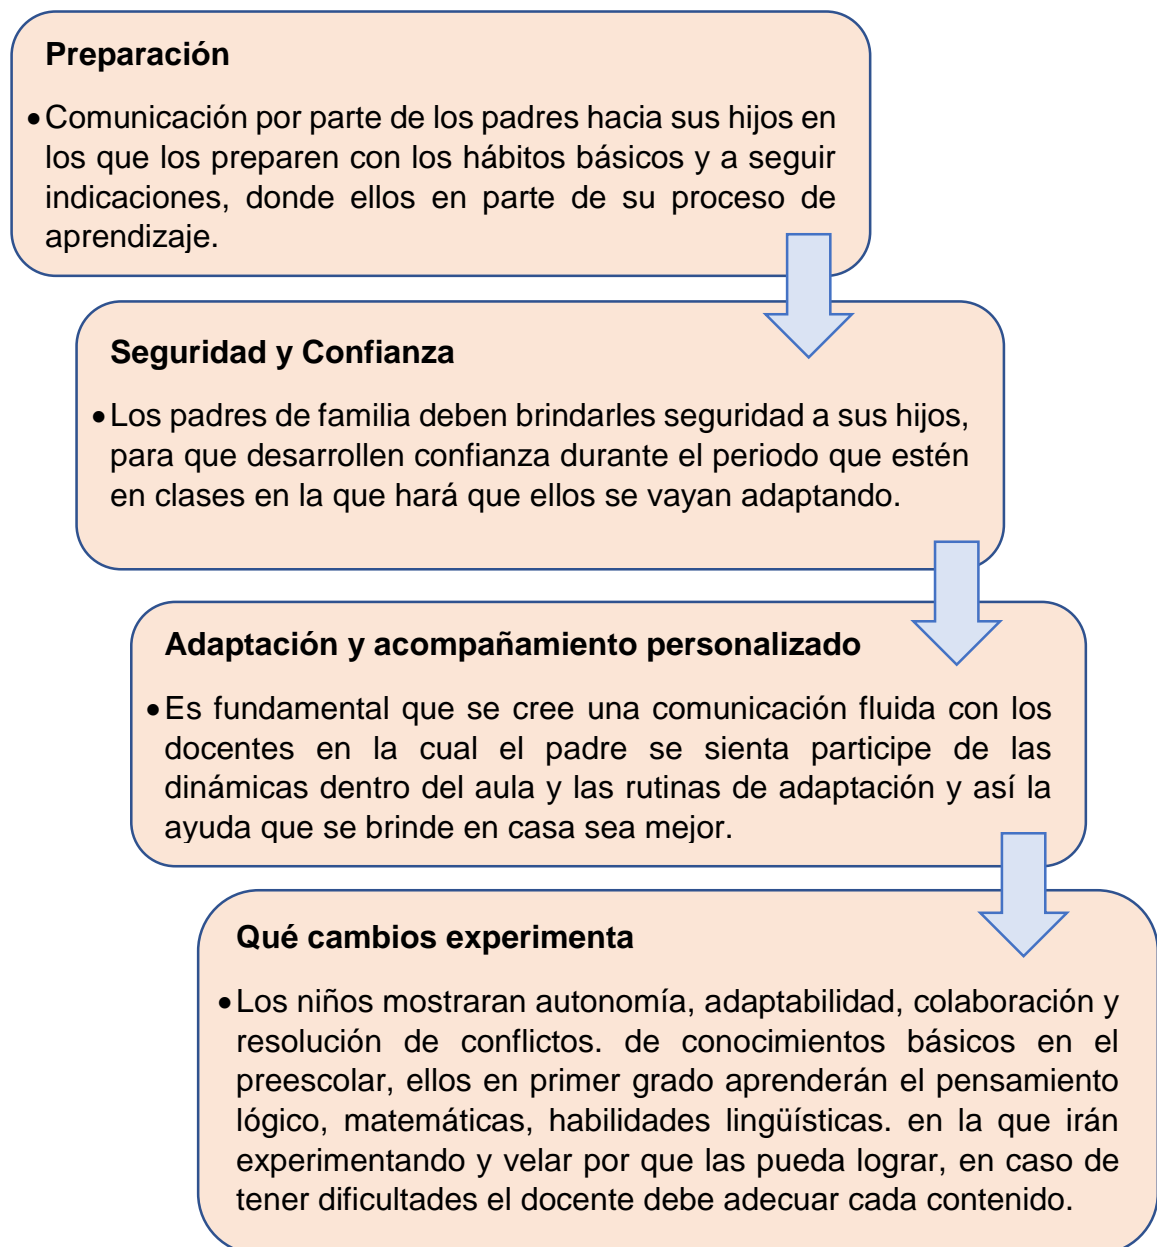 Preparación
•Comunicación por parte de los padres hacia sus hijos en
los que los preparen con los hábitos básicos y a seguir
indicaciones, donde ellos en parte de su proceso de
aprendizaje.
Seguridad y Confianza
•Los padres de familia deben brindarles seguridad a sus hijos,
para que desarrollen confianza durante el periodo que estén
en clases en la que hará que ellos se vayan adaptando.
Adaptación y acompañamiento personalizado
•Es fundamental que se cree una comunicación fluida con los
docentes en la cual el padre se sienta participe de las
dinámicas dentro del aula y las rutinas de adaptación y así la
ayuda que se brinde en casa sea mejor.
Qué cambios experimenta
•Los niños mostraran autonomía, adaptabilidad, colaboración y
resolución de conflictos. de conocimientos básicos en el
preescolar, ellos en primer grado aprenderán el pensamiento
lógico, matemáticas, habilidades lingüísticas. en la que irán
experimentando y velar por que las pueda lograr, en caso de
tener dificultades el docente debe adecuar cada contenido.